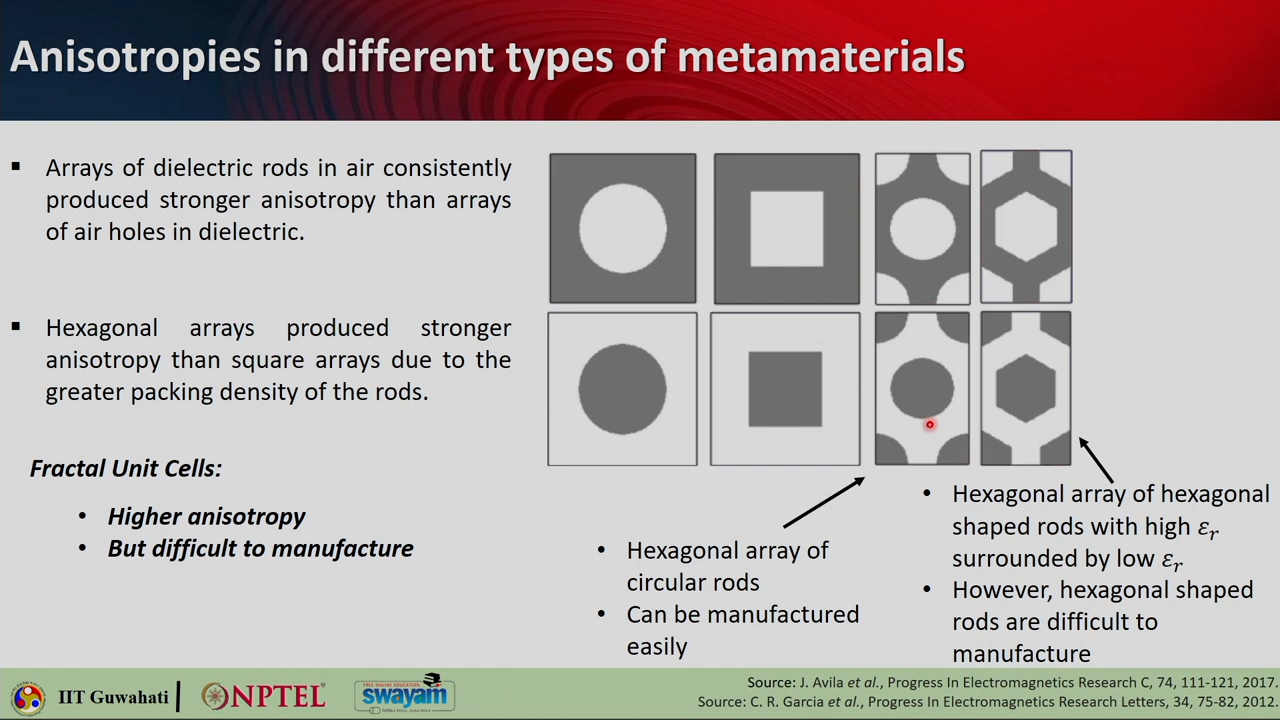 Anisotropies in different types of metamaterials
▪ Arrays of dielectric rods in air consistently
produced stronger anisotropy than arrays
of air holes in dielectric.
▪ Hexagonal arrays produced stronger
anisotropy than square arrays due to the
greater packing density of the rods.
Fractal Unit Cells:
• Higher anisotropy
• But difficult to manufacture
• Hexagonal array of
circular rods
• Can be manufactured
easily
• Hexagonal array of hexagonal
shaped rods with high εr
surrounded by low εr
• However, hexagonal shaped
rods are difficult to
manufacture
IIT Guwahati
NPTEL
FREE ONLINE EDUCATION
swayam
Source: J. Avila et al., Progress In Electromagnetics Research C, 74, 111-121, 2017.
Source: C. R. Garcia et al., Progress In Electromagnetics Research Letters, 34, 75-82, 2012.